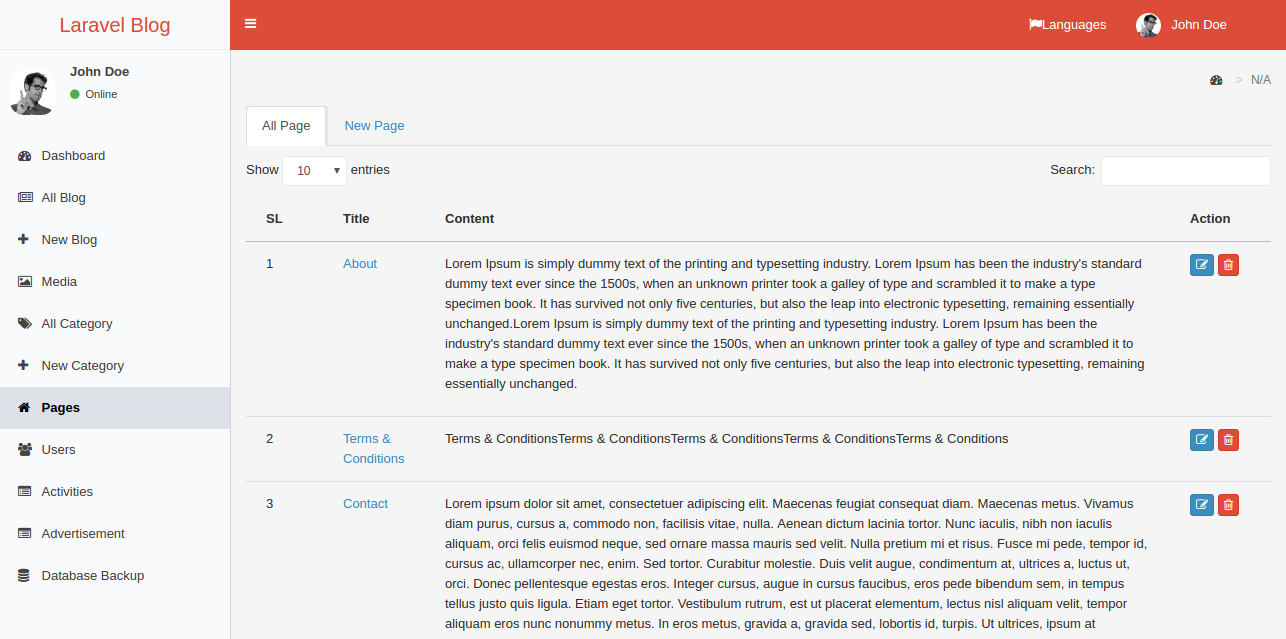 Laravel Blog
Languages
John Doe
John Doe
Online
> N/A
Dashboard
All Blog
New Blog
Media
All Category
New Category
Pages
Users
Activities
Advertisement
Database Backup
All Page
New Page
Show 10 entries
Search:
SL Title Content Action
1 About Lorem Ipsum is simply dummy text of the printing and typesetting industry. Lorem Ipsum has been the industry's standard
dummy text ever since the 1500s, when an unknown printer took a galley of type and scrambled it to make a type
specimen book. It has survived not only five centuries, but also the leap into electronic typesetting, remaining essentially
unchanged.Lorem Ipsum is simply dummy text of the printing and typesetting industry. Lorem Ipsum has been the
industry's standard dummy text ever since the 1500s, when an unknown printer took a galley of type and scrambled it to
make a type specimen book. It has survived not only five centuries, but also the leap into electronic typesetting, remaining
essentially unchanged.
2 Terms & Terms & ConditionsTerms & ConditionsTerms & ConditionsTerms & ConditionsTerms & Conditions
Conditions
3 Contact Lorem ipsum dolor sit amet, consectetuer adipiscing elit. Maecenas feugiat consequat diam. Maecenas metus. Vivamus
diam purus, cursus a, commodo non, facilisis vitae, nulla. Aenean dictum lacinia tortor. Nunc iaculis, nibh non iaculis
aliquam, orci felis euismod neque, sed ornare massa mauris sed velit. Nulla pretium mi et risus. Fusce mi pede, tempor id,
cursus ac, ullamcorper nec, enim. Sed tortor. Curabitur molestie. Duis velit augue, condimentum at, ultrices a, luctus ut,
orci. Donec pellentesque egestas eros. Integer cursus, augue in cursus faucibus, eros pede bibendum sem, in tempus
tellus justo quis ligula. Etiam eget tortor. Vestibulum rutrum, est ut placerat elementum, lectus nisl aliquam velit, tempor
aliquam eros nunc nonummy metus. In eros metus, gravida a, gravida sed, lobortis id, turpis. Ut ultrices, ipsum at